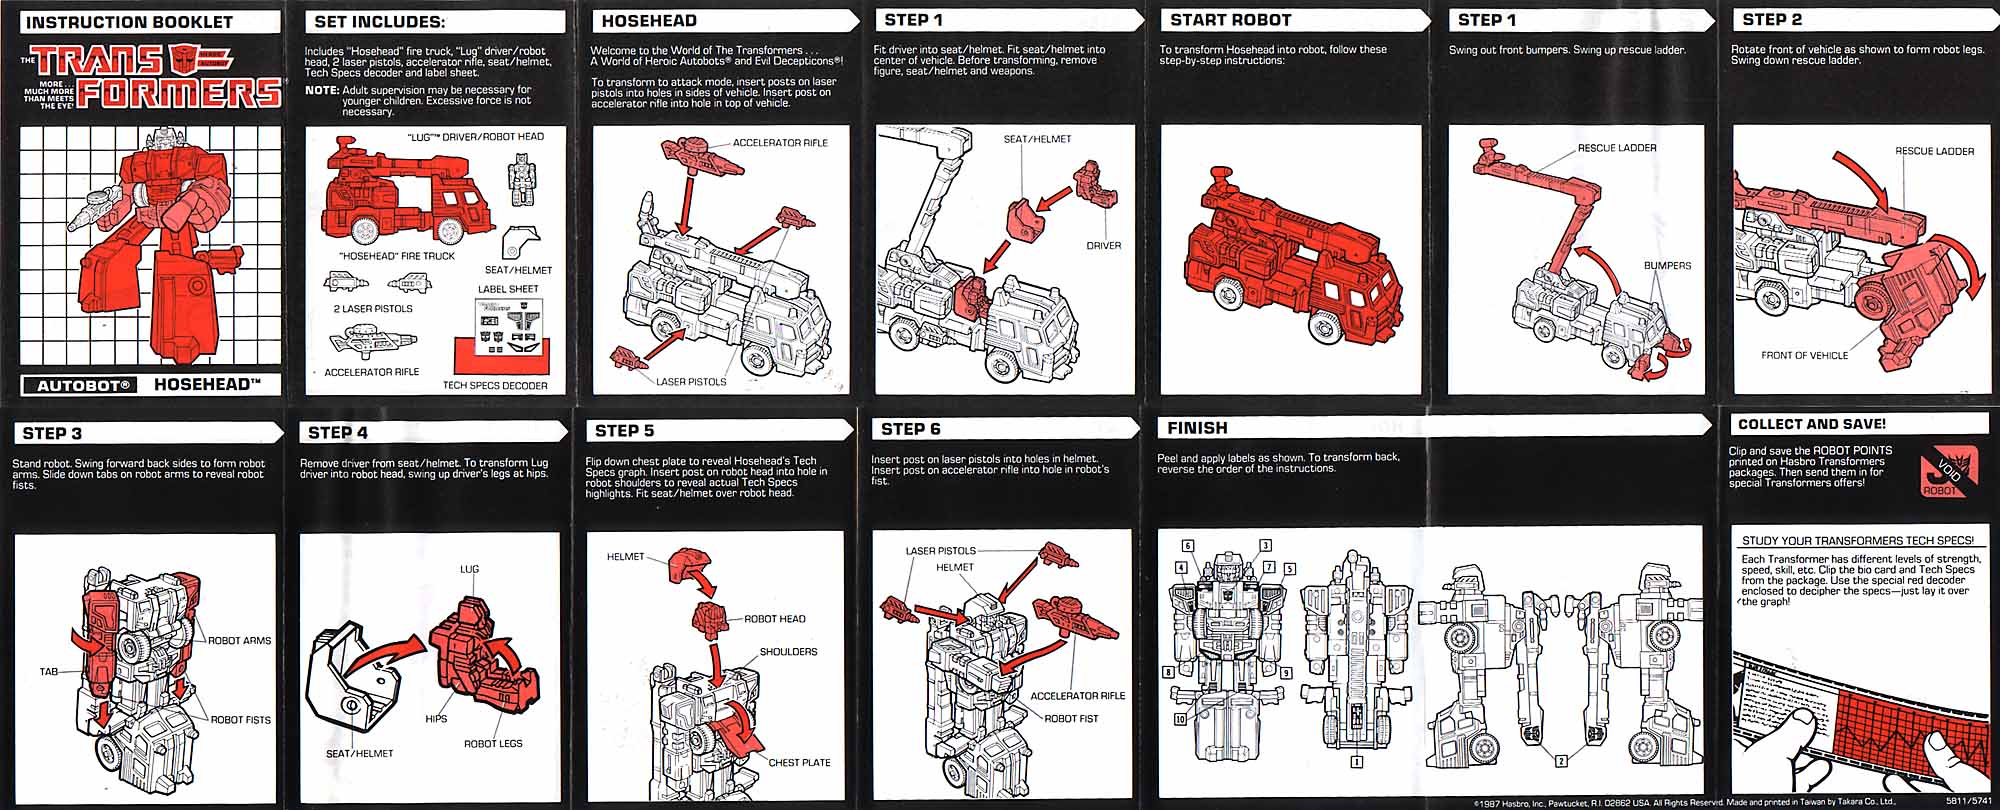 INSTRUCTION BOOKLET
THE TRANSFORMERS
HEROIC
AUTOBOT
MORE...
MUCH MORE
THAN MEETS
THE EYE!
AUTOBOT® HOSEHEAD™
SET INCLUDES:
Includes "Hosehead" fire truck, "Lug" driver/robot
head, 2 laser pistols, accelerator rifle, seat/helmet,
Tech Specs decoder and label sheet.
NOTE: Adult supervision may be necessary for
younger children. Excessive force is not
necessary.
"LUG"™ DRIVER/ROBOT HEAD
"HOSEHEAD" FIRE TRUCK
SEAT/HELMET
2 LASER PISTOLS
LABEL SHEET
ACCELERATOR RIFLE
TECH SPECS DECODER
HOSEHEAD
Welcome to the World of The Transformers . . .
A World of Heroic Autobots® and Evil Decepticons®!
To transform to attack mode, insert posts on laser
pistols into holes in sides of vehicle. Insert post on
accelerator rifle into hole in top of vehicle.
ACCELERATOR RIFLE
LASER PISTOLS
STEP 1
Fit driver into seat/helmet. Fit seat/helmet into
center of vehicle. Before transforming, remove
figure, seat/helmet and weapons.
SEAT/HELMET
DRIVER
START ROBOT
To transform Hosehead into robot, follow these
step-by-step instructions:
STEP 1
Swing out front bumpers. Swing up rescue ladder.
RESCUE LADDER
BUMPERS
STEP 2
Rotate front of vehicle as shown to form robot legs.
Swing down rescue ladder.
RESCUE LADDER
FRONT OF VEHICLE
STEP 3
Stand robot. Swing forward back sides to form robot
arms. Slide down tabs on robot arms to reveal robot
fists.
ROBOT ARMS
TAB
ROBOT FISTS
STEP 4
Remove driver from seat/helmet. To transform Lug
driver into robot head, swing up driver's legs at hips.
LUG
HIPS
ROBOT LEGS
SEAT/HELMET
STEP 5
Flip down chest plate to reveal Hosehead's Tech
Specs graph. Insert post on robot head into hole in
robot shoulders to reveal actual Tech Specs
highlights. Fit seat/helmet over robot head.
HELMET
ROBOT HEAD
SHOULDERS
CHEST PLATE
STEP 6
Insert post on laser pistols into holes in helmet.
Insert post on accelerator rifle into hole in robot's
fist.
LASER PISTOLS
HELMET
ACCELERATOR RIFLE
ROBOT FIST
FINISH
Peel and apply labels as shown. To transform back,
reverse the order of the instructions.
6 3
4 7 5
8 9
10
1
2
COLLECT AND SAVE!
Clip and save the ROBOT POINTS
printed on Hasbro Transformers
packages. Then send them in for
special Transformers offers!
VOID
ROBOT
STUDY YOUR TRANSFORMERS TECH SPECS!
Each Transformer has different levels of strength,
speed, skill, etc. Clip the bio card and Tech Specs
from the package. Use the special red decoder
enclosed to decipher the specs—just lay it over
the graph!
©1987 Hasbro, Inc., Pawtucket, R.I. 02862 USA. All Rights Reserved. Made and printed in Taiwan by Takara Co., Ltd.,
5811/5741